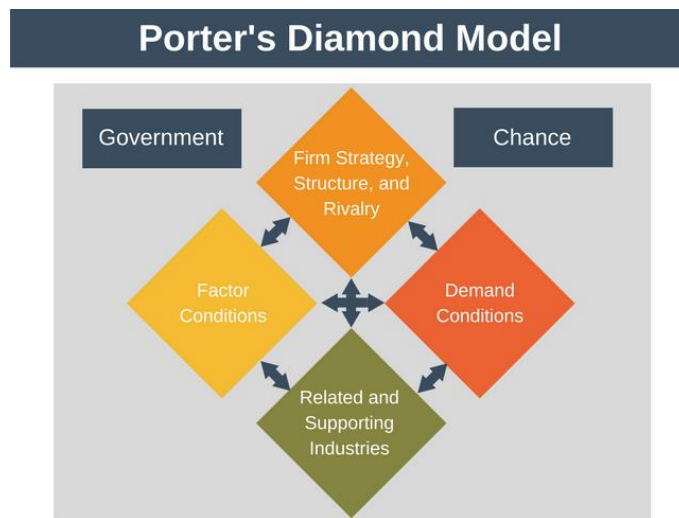 Porter's Diamond Model
Government
Chance
Firm Strategy,
Structure, and
Rivalry
Factor
Conditions
Demand
Conditions
Related and
Supporting
Industries